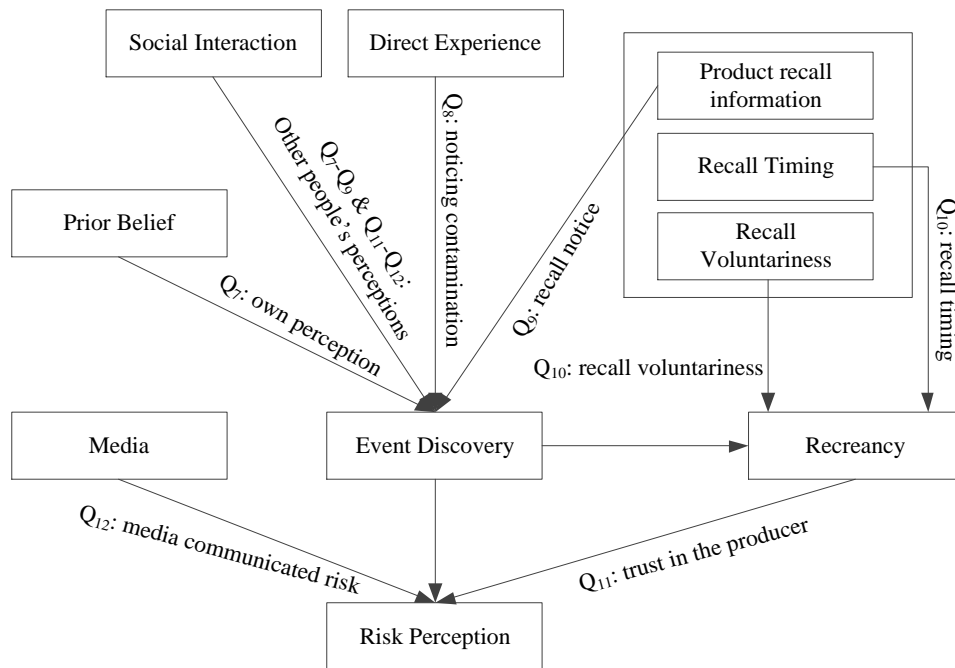 Social Interaction
Direct Experience
Product recall
information
Recall Timing
Recall
Voluntariness
Prior Belief
Q7-Q9 & Q11-Q12:
Other people’s perceptions
Q8: noticing contamination
Q9: recall notice
Q10: recall timing
Q7: own perception
Q10: recall voluntariness
Media
Event Discovery
Recreancy
Q12: media communicated risk
Q11: trust in the producer
Risk Perception